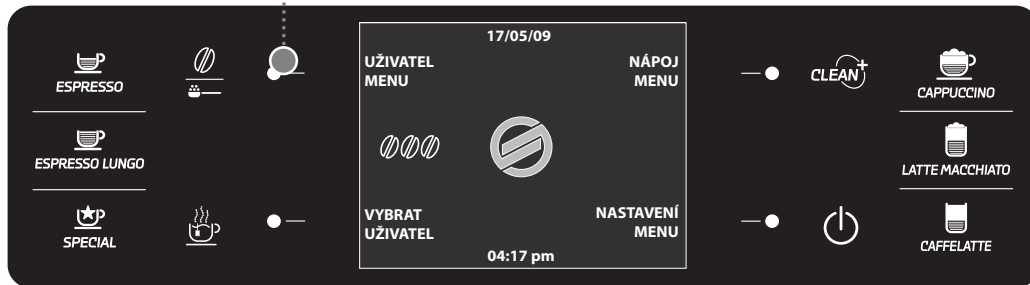 ESPRESSO
ESPRESSO LUNGO
SPECIAL
17/05/09
UŽIVATEL
MENU
NÁPOJ
MENU
VYBRAT
UŽIVATEL
NASTAVENÍ
MENU
04:17 pm
CLEAN+
CAPPUCCINO
LATTE MACCHIATO
CAFFELATTE